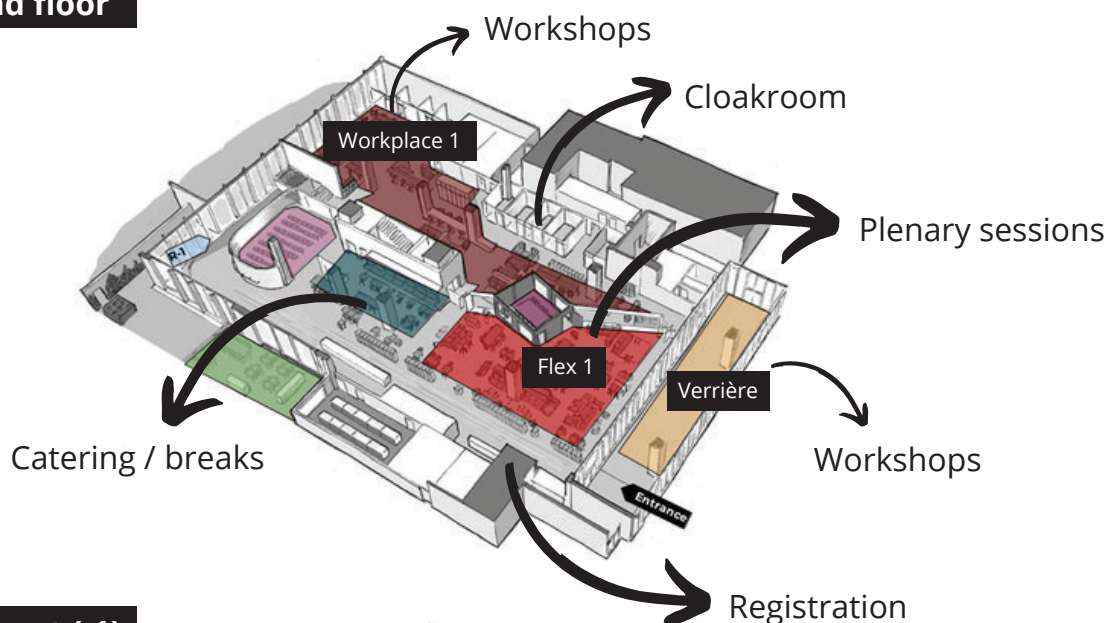 d floor
Workshops
Cloakroom
Workplace 1
Plenary sessions
R-1
Flex 1
Verrière
Catering / breaks
Workshops
Entrance
Registration